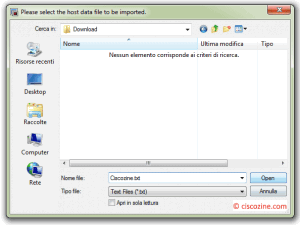 Please select the host data file to be imported.
Cerca in:
Download
Nome
Ultima modifica
Tipo
Nessun elemento corrisponde ai criteri di ricerca.
Risorse recenti
Desktop
Raccolte
Computer
Rete
Nome file:
Ciscozine.txt
Open
Tipo file:
Text Files (*.txt)
Annulla
Apri in sola lettura
© ciscozine.com